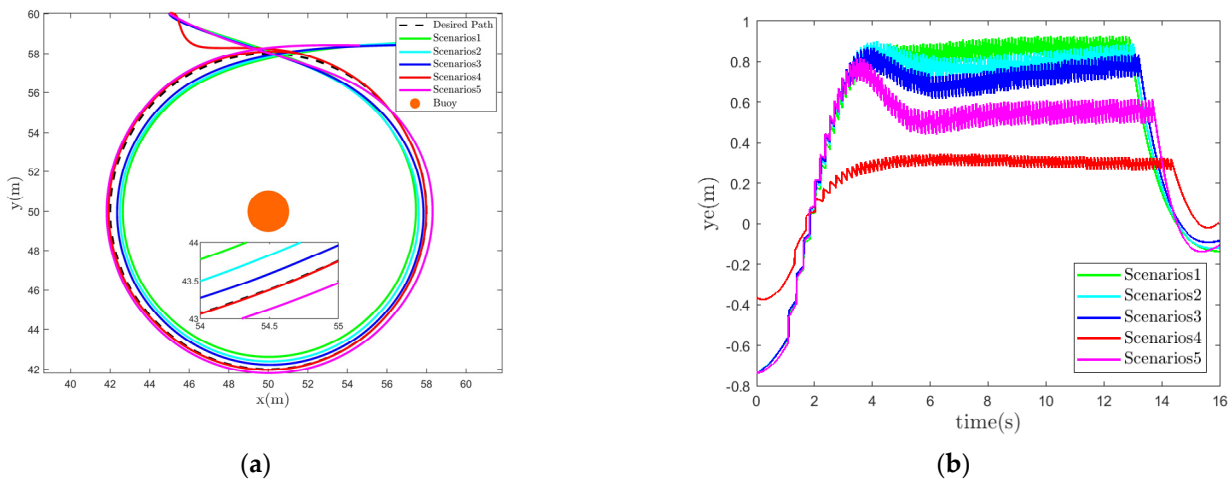 60
58
56
54
52
50
48
46
44
42
y(m)
40
42
44
46
48
50
52
54
56
58
60
x(m)
Desired Path
Scenarios1
Scenarios2
Scenarios3
Scenarios4
Scenarios5
Buoy
44
43.5
43
54
54.5
55
(a)
1
0.8
0.6
0.4
0.2
0
-0.2
-0.4
-0.6
-0.8
ye(m)
0
2
4
6
8
10
12
14
16
time(s)
Scenarios1
Scenarios2
Scenarios3
Scenarios4
Scenarios5
(b)